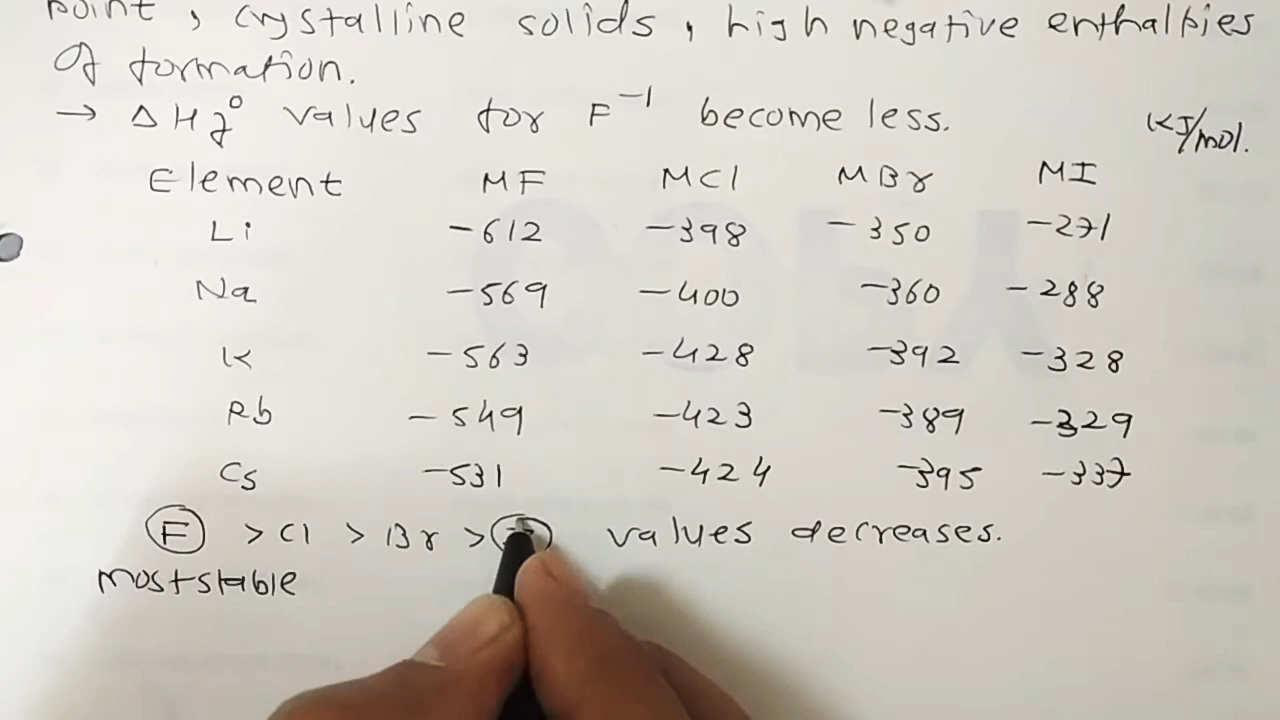 point, crystalline solids, high negative enthalpies
of formation.
→ ΔHf° values for F⁻¹ become less. KJ/mol.
Element MF MCl MBr MI
Li -612 -398 -350 -271
Na -569 -400 -360 -288
K -563 -428 -392 -328
Rb -549 -423 -389 -329
Cs -531 -424 -395 -337
F > Cl > Br > values decreases.
most stable